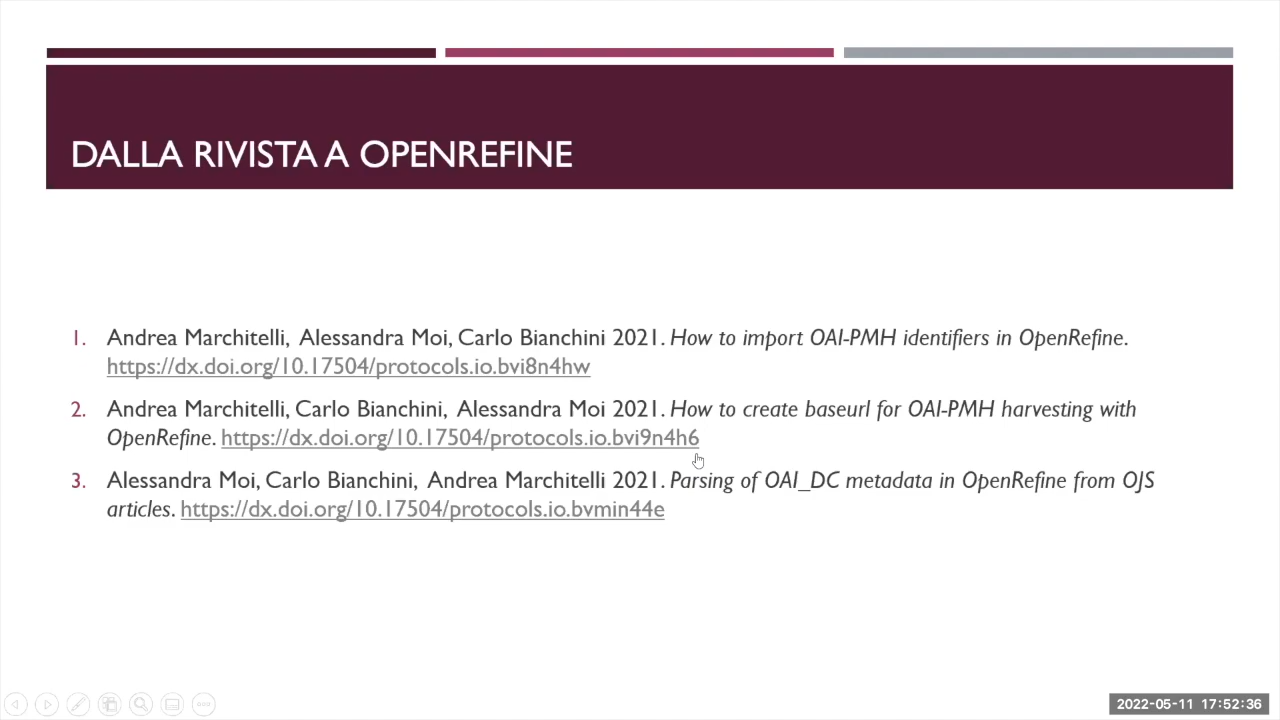 DALLA RIVISTA A OPENREFINE
1. Andrea Marchitelli, Alessandra Moi, Carlo Bianchini 2021. How to import OAI-PMH identifiers in OpenRefine.
https://dx.doi.org/10.17504/protocols.io.bvi8n4hw
2. Andrea Marchitelli, Carlo Bianchini, Alessandra Moi 2021. How to create baseurl for OAI-PMH harvesting with
OpenRefine. https://dx.doi.org/10.17504/protocols.io.bvi9n4h6
3. Alessandra Moi, Carlo Bianchini, Andrea Marchitelli 2021. Parsing of OAI_DC metadata in OpenRefine from OJS
articles. https://dx.doi.org/10.17504/protocols.io.bvmin44e
2022-05-11 17:52:36